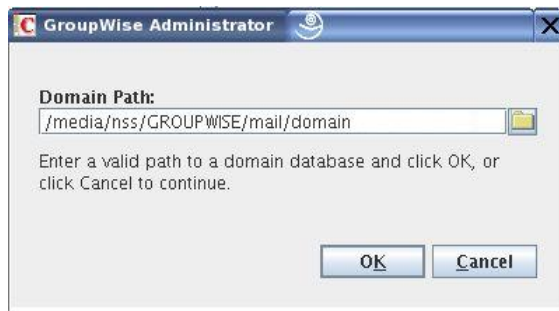 GroupWise Administrator
Domain Path:
/media/nss/GROUPWISE/mail/domain
Enter a valid path to a domain database and click OK, or
click Cancel to continue.
OK
Cancel